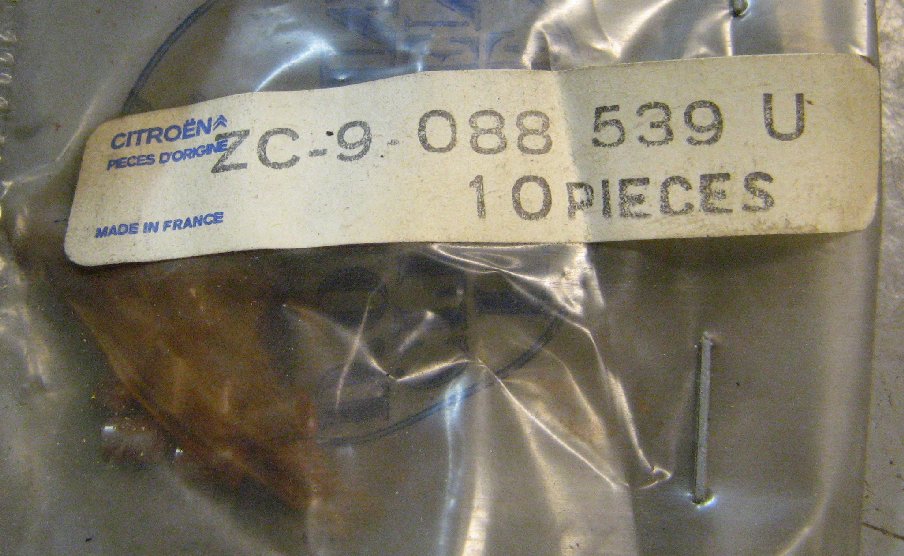 CITROËN
PIECES D'ORIGINE
ZC-9-088 539 U
10 PIECES
MADE IN FRANCE